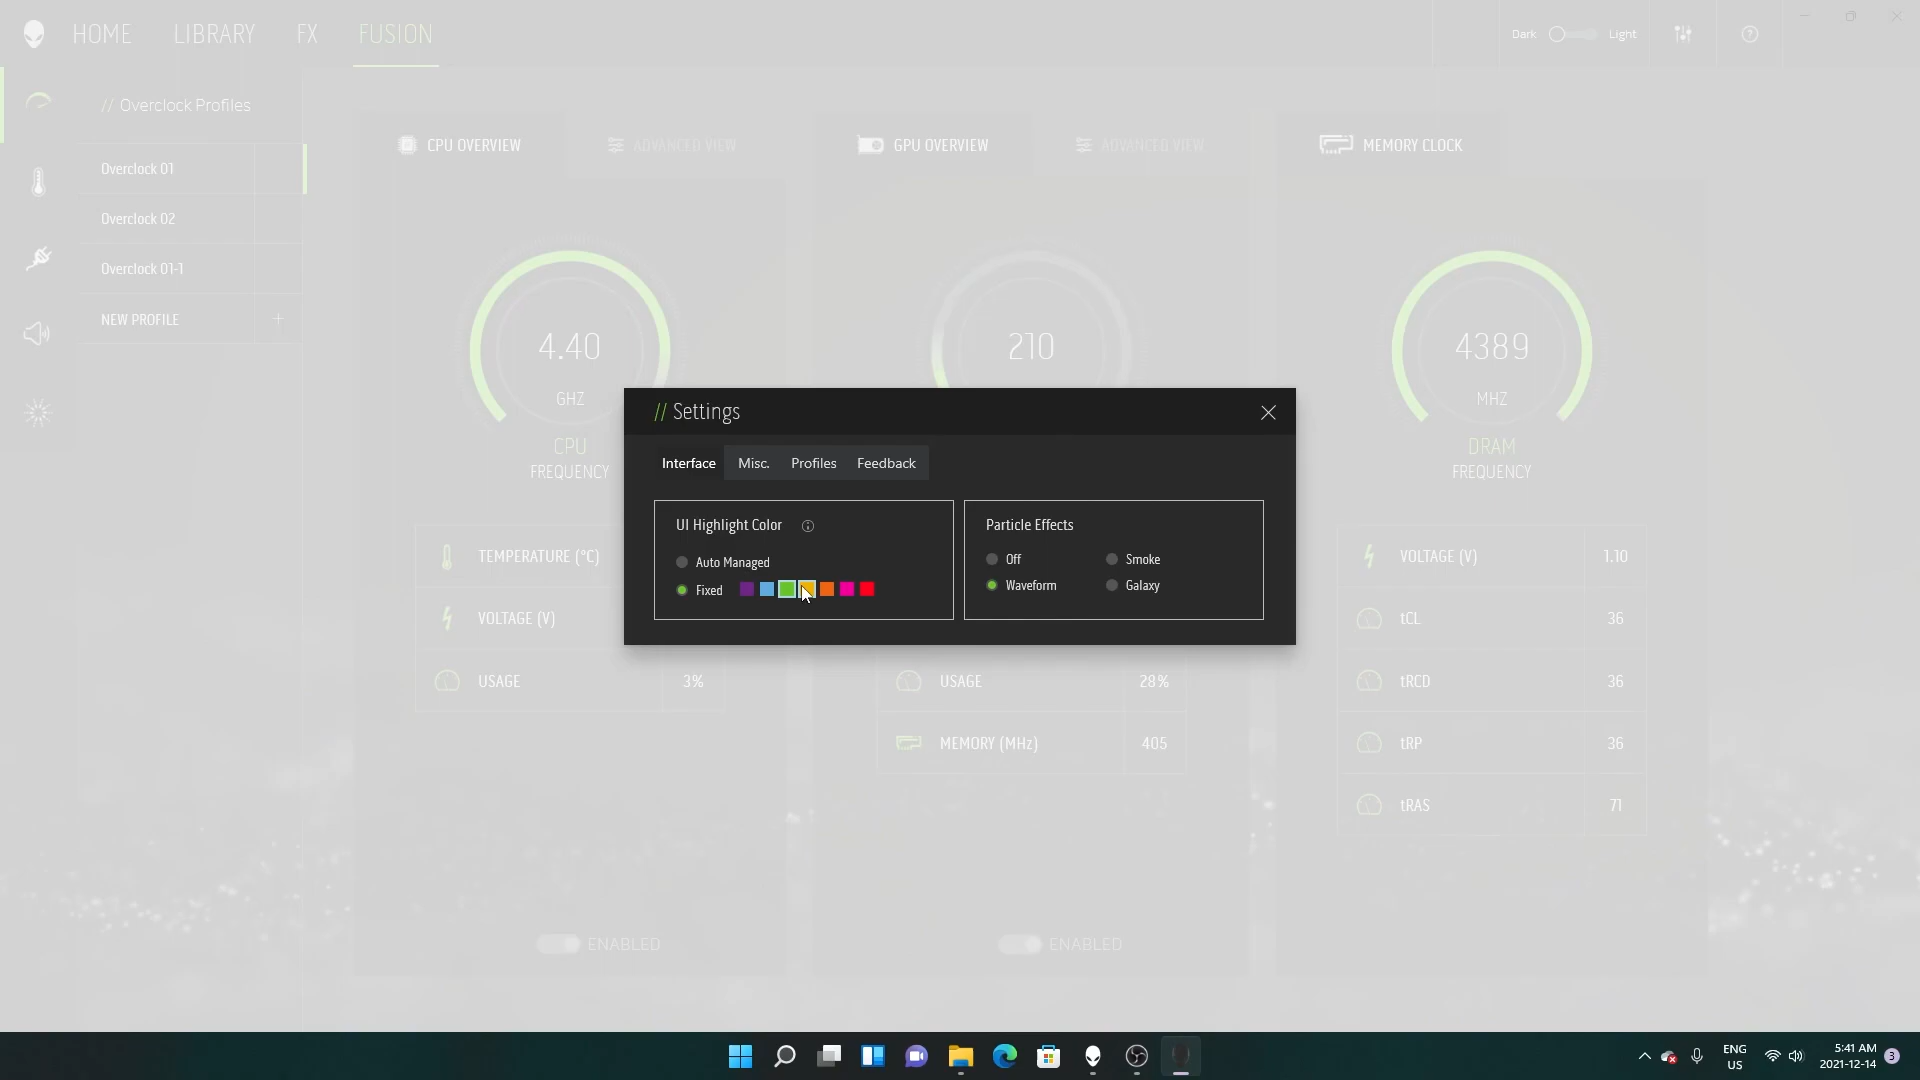 HOME LIBRARY FX FUSION
Dark Light
// Overclock Profiles
Overclock 01
Overclock 02
Overclock 01-1
NEW PROFILE +
CPU OVERVIEW ADVANCED VIEW
GPU OVERVIEW ADVANCED VIEW
MEMORY CLOCK
4.40
GHZ
CPU
FREQUENCY
TEMPERATURE (°C)
VOLTAGE (V)
USAGE 3%
ENABLED
210
USAGE 28%
MEMORY (MHz) 405
ENABLED
4389
MHZ
DRAM
FREQUENCY
VOLTAGE (V) 1.10
tCL 36
tRCD 36
tRP 36
tRAS 71
// Settings
Interface Misc. Profiles Feedback
UI Highlight Color
Auto Managed
Fixed
Particle Effects
Off Smoke
Waveform Galaxy
ENG
US
5:41 AM
2021-12-14
3